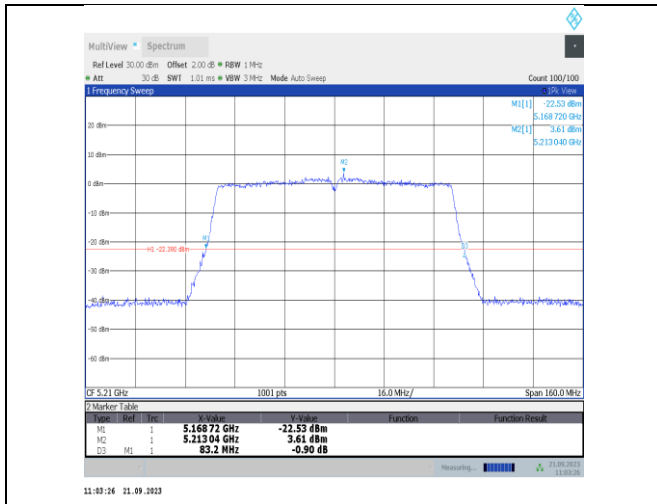 MultiView Spectrum
Ref Level 30.00 dBm Offset 2.00 dB RBW 1 MHz
Att 30 dB SWT 1.01 ms VBW 3 MHz Mode Auto Sweep Count 100/100
1 Frequency Sweep 1Pk View
M1[1] -22.53 dBm
5.168 720 GHz
M2[1] 3.61 dBm
5.213 040 GHz
20 dBm
10 dBm
M2
0 dBm
-10 dBm
M1
H1 -22.390 dBm
-20 dBm
D3
-30 dBm
-40 dBm
-50 dBm
-60 dBm
CF 5.21 GHz 1001 pts 16.0 MHz/ Span 160.0 MHz
2 Marker Table
Type Ref Trc X-Value Y-Value Function Function Result
M1 1 5.168 72 GHz -22.53 dBm
M2 1 5.213 04 GHz 3.61 dBm
D3 M1 1 83.2 MHz -0.90 dB
Measuring... 21.09.2023
11:03:26
11:03:26 21.09.2023